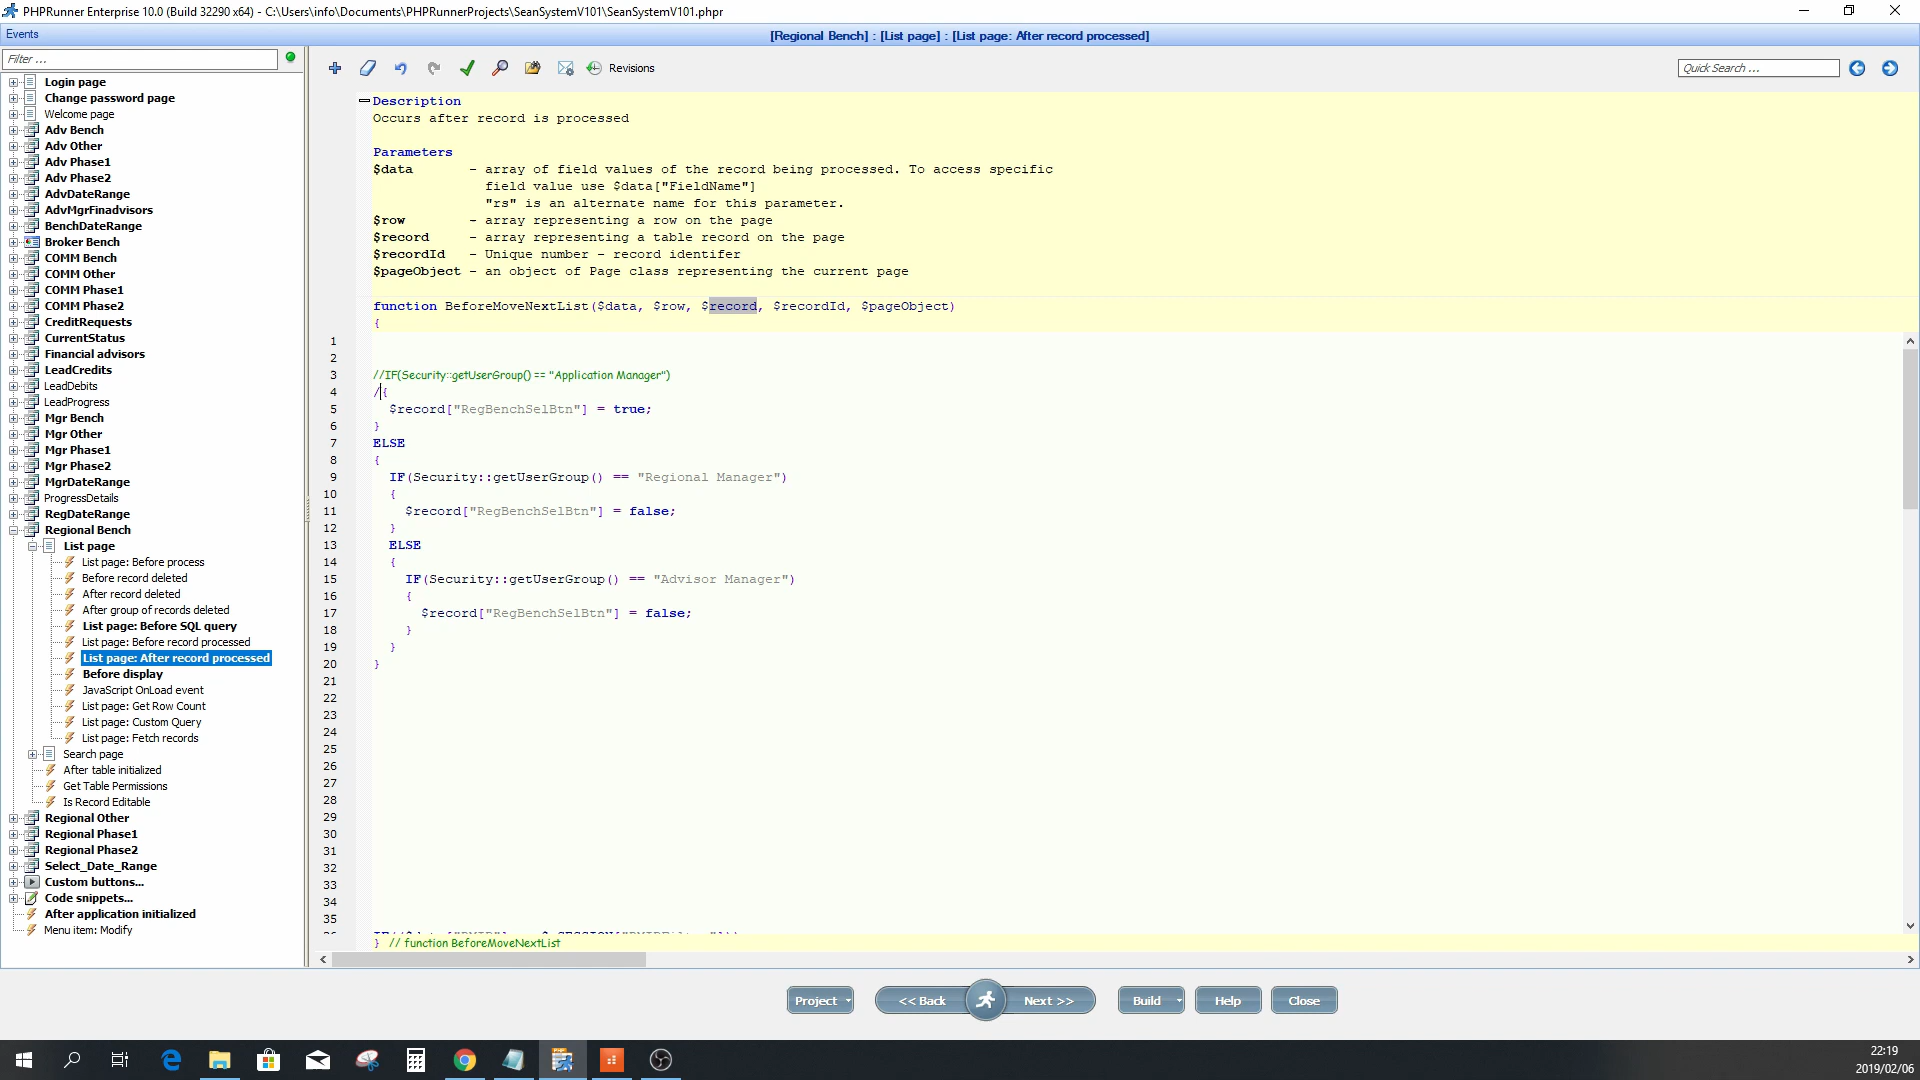 PHPRunner Enterprise 10.0 (Build 32290 x64) - C:\Users\info\Documents\PHPRunnerProjects\SeanSystemV101\SeanSystemV101.phpr
Events
[Regional Bench] : [List page] : [List page: After record processed]
Filter ...
Revisions
Quick Search ...
Login page
Change password page
Welcome page
Adv Bench
Adv Other
Adv Phase1
Adv Phase2
AdvDateRange
AdvMgrFinadvisors
BenchDateRange
Broker Bench
COMM Bench
COMM Other
COMM Phase1
COMM Phase2
CreditRequests
CurrentStatus
Financial advisors
LeadCredits
LeadDebits
LeadProgress
Mgr Bench
Mgr Other
Mgr Phase1
Mgr Phase2
MgrDateRange
ProgressDetails
RegDateRange
Regional Bench
List page
List page: Before process
Before record deleted
After record deleted
After group of records deleted
List page: Before SQL query
List page: Before record processed
List page: After record processed
Before display
JavaScript OnLoad event
List page: Get Row Count
List page: Custom Query
List page: Fetch records
Search page
After table initialized
Get Table Permissions
Is Record Editable
Regional Other
Regional Phase1
Regional Phase2
Select_Date_Range
Custom buttons...
Code snippets...
After application initialized
Menu item: Modify
Description
Occurs after record is processed
Parameters
$data - array of field values of the record being processed. To access specific
field value use $data["FieldName"]
"rs" is an alternate name for this parameter.
$row - array representing a row on the page
$record - array representing a table record on the page
$recordId - Unique number - record identifer
$pageObject - an object of Page class representing the current page
function BeforeMoveNextList($data, $row, $record, $recordId, $pageObject)
{
1
2
3 //IF(Security::getUserGroup() == "Application Manager")
4 /{
5 $record["RegBenchSelBtn"] = true;
6 }
7 ELSE
8 {
9 IF(Security::getUserGroup() == "Regional Manager")
10 {
11 $record["RegBenchSelBtn"] = false;
12 }
13 ELSE
14 {
15 IF(Security::getUserGroup() == "Advisor Manager")
16 {
17 $record["RegBenchSelBtn"] = false;
18 }
19 }
20 }
21
22
23
24
25
26
27
28
29
30
31
32
33
34
35
} // function BeforeMoveNextList
Project
<< Back
Next >>
Build
Help
Close
22:19
2019/02/06